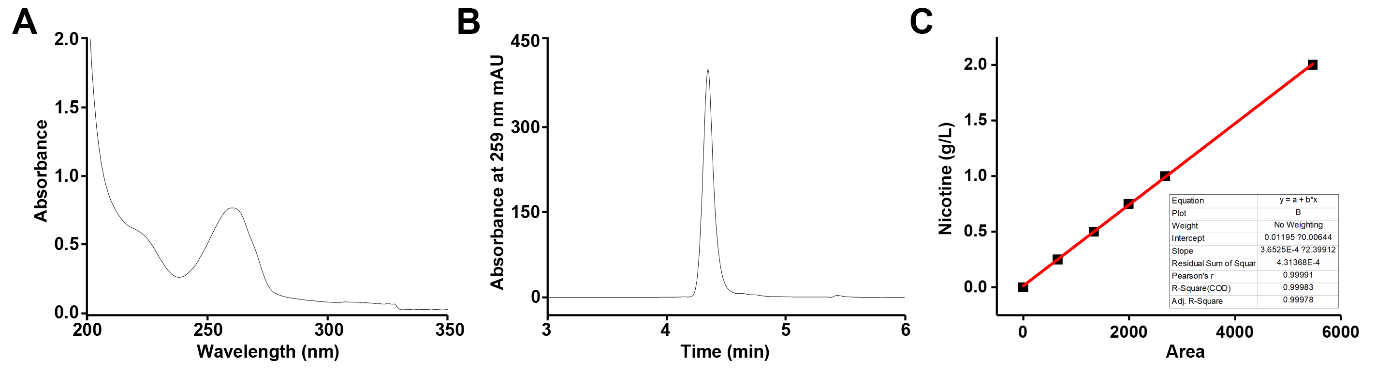 A
2.0
1.5
1.0
0.5
0.0
Absorbance
200
250
300
350
Wavelength (nm)
B
450
300
150
0
Absorbance at 259 nm mAU
3
4
5
6
Time (min)
C
2.0
1.5
1.0
0.5
0.0
Nicotine (g/L)
0
2000
4000
6000
Area
Equation y = a + b*x
Plot B
Weight No Weighting
Intercept 0.01195 ?0.00644
Slope 3.6525E-4 ?2.39912
Residual Sum of Squar 4.31368E-4
Pearson's r 0.99991
R-Square(COD) 0.99983
Adj. R-Square 0.99978